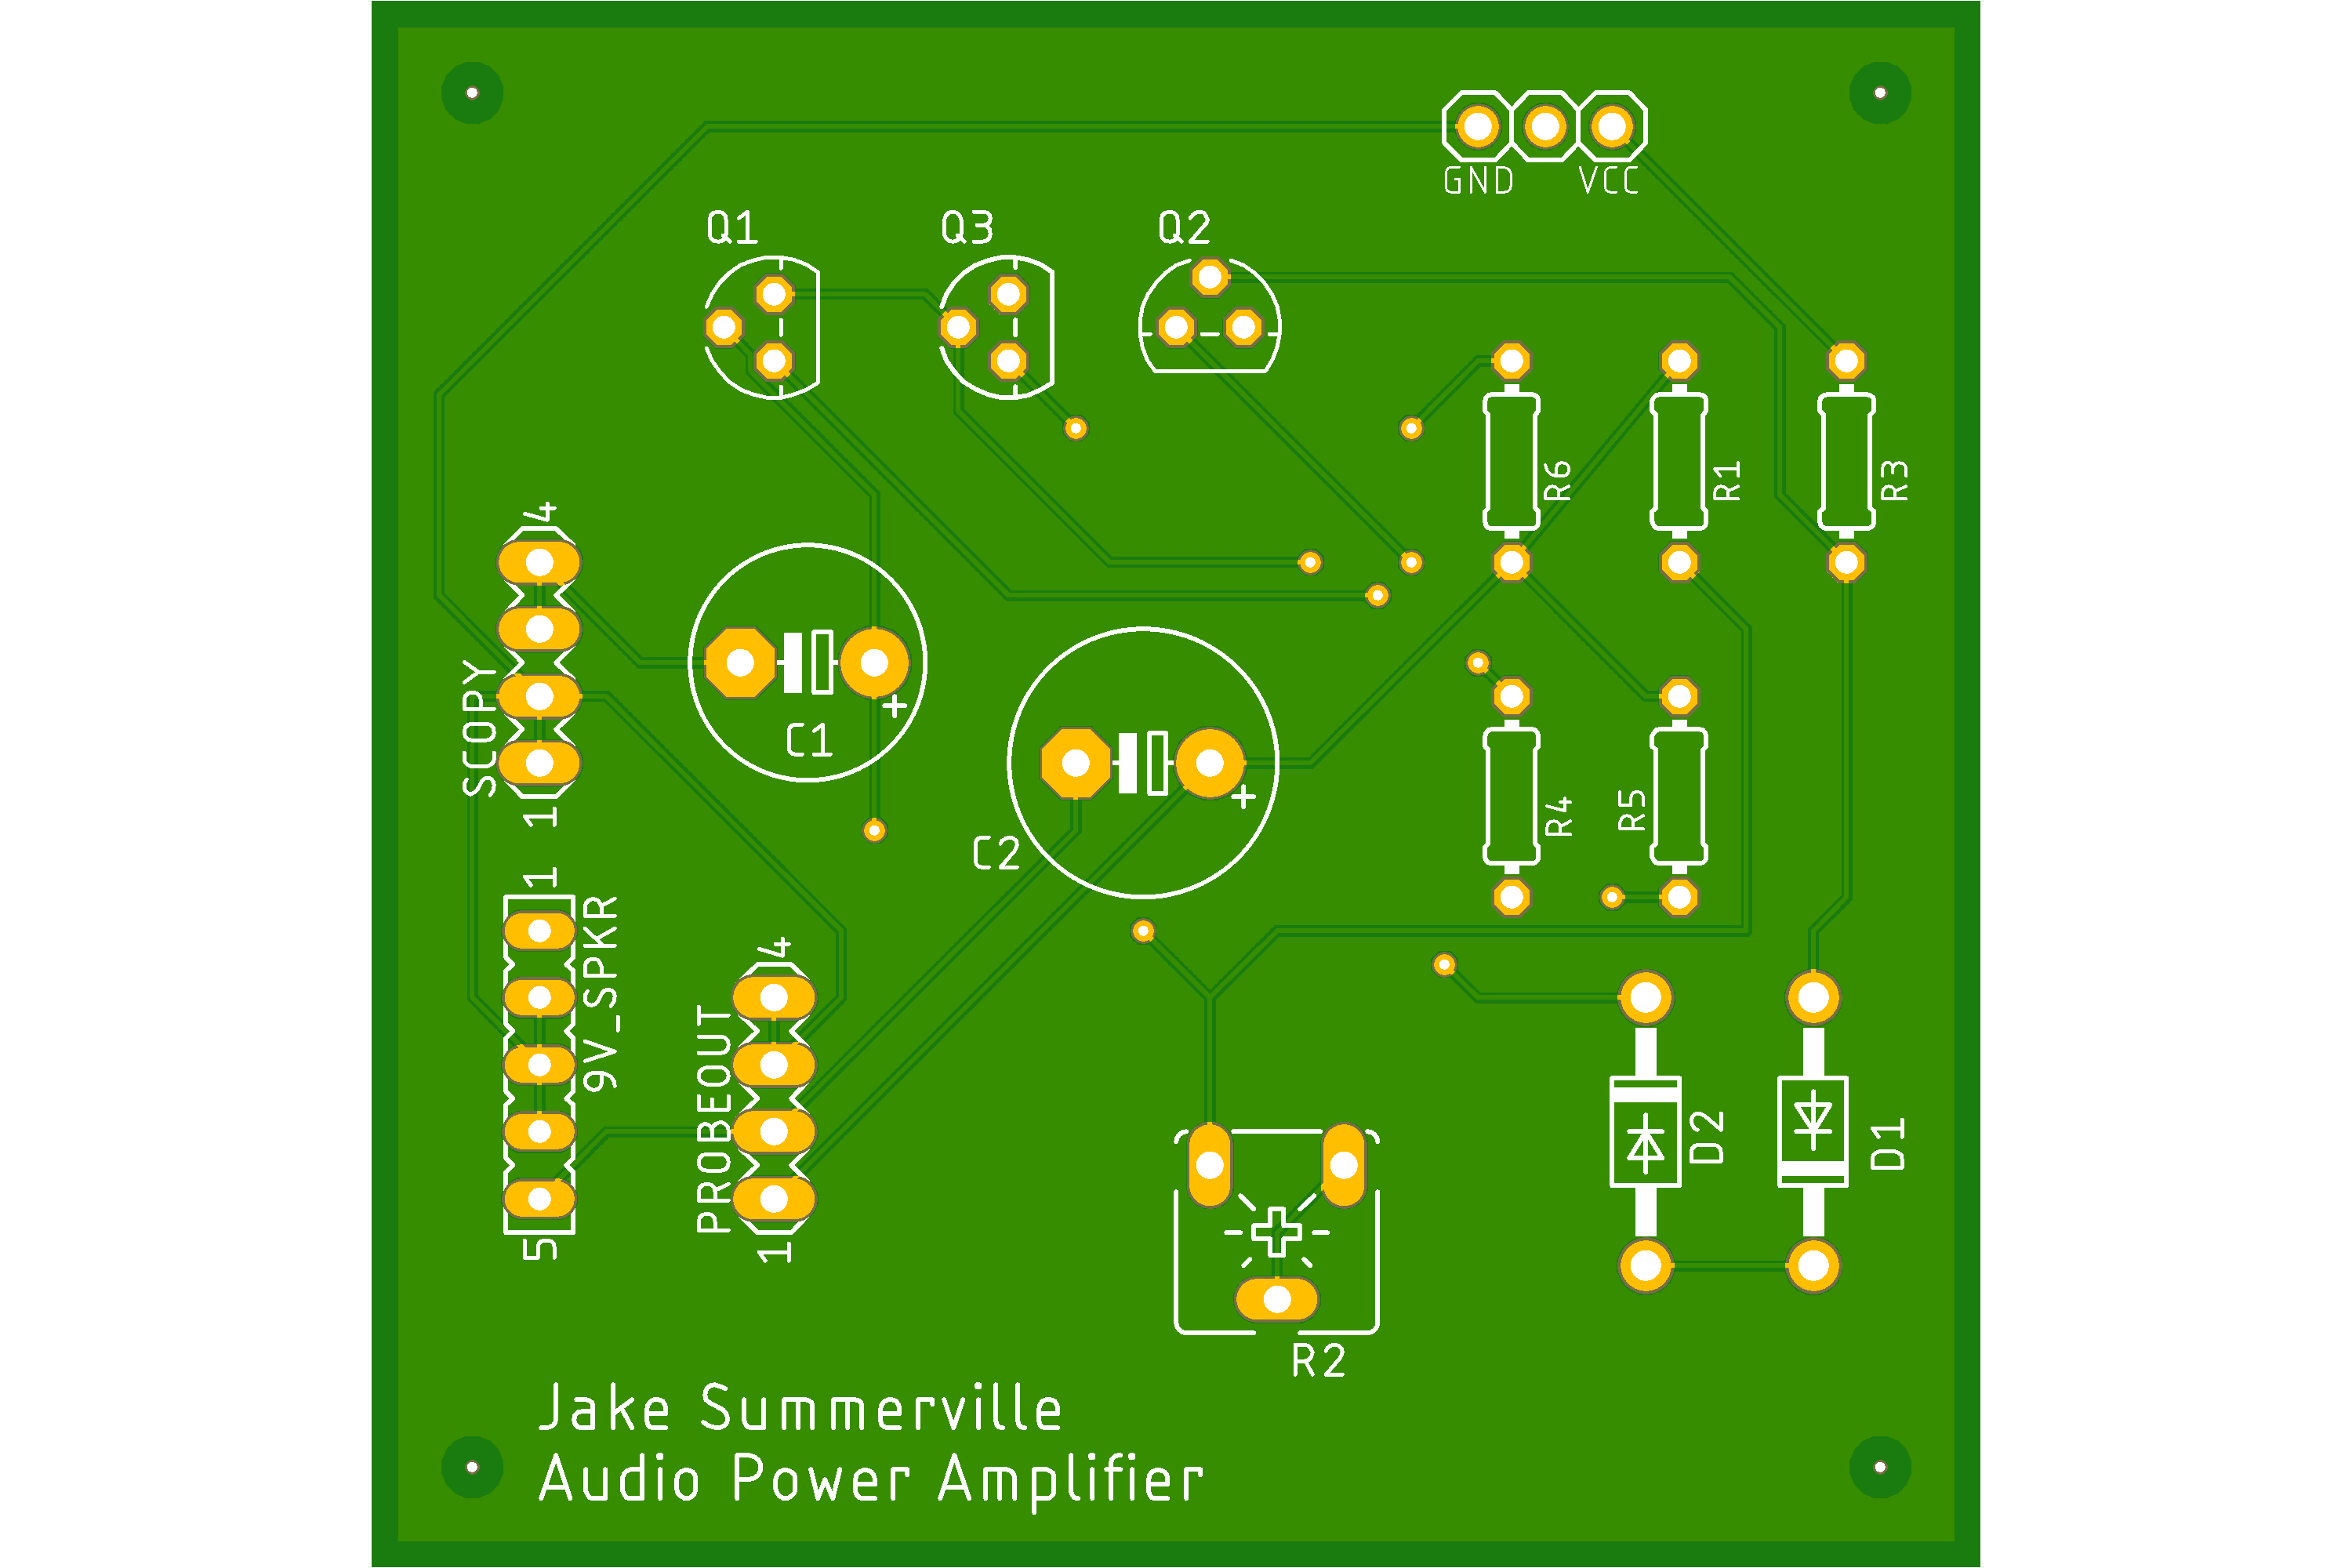 GND VCC
Q1 Q3 Q2
4
R6 R1 R3
SCOPY
+
C1
1
+
C2
R4 R5
1
9V_SPKR
4
PROBEOUT
5
1
D2 D1
R2
Jake Summerville
Audio Power Amplifier